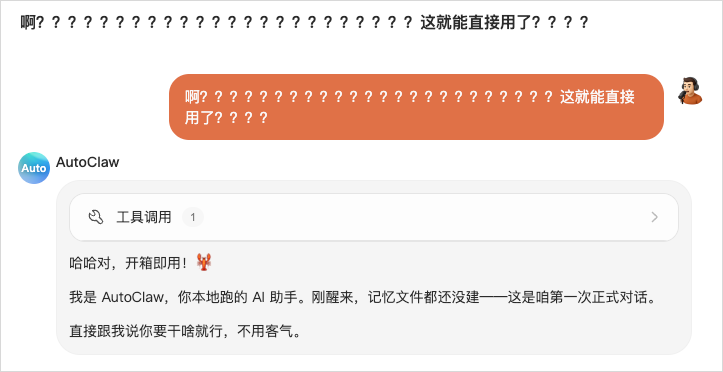 啊？？？？？？？？？？？？？？？？？？？？？？？？这就能直接用了？？？？
啊？？？？？？？？？？？？？？？？？？？？？？？？这就能直接
用了？？？？
Auto
AutoClaw
工具调用 1
哈哈对，开箱即用！🦞
我是 AutoClaw，你本地跑的 AI 助手。刚醒来，记忆文件都还没建——这是咱第一次正式对话。
直接跟我说你要干啥就行，不用客气。